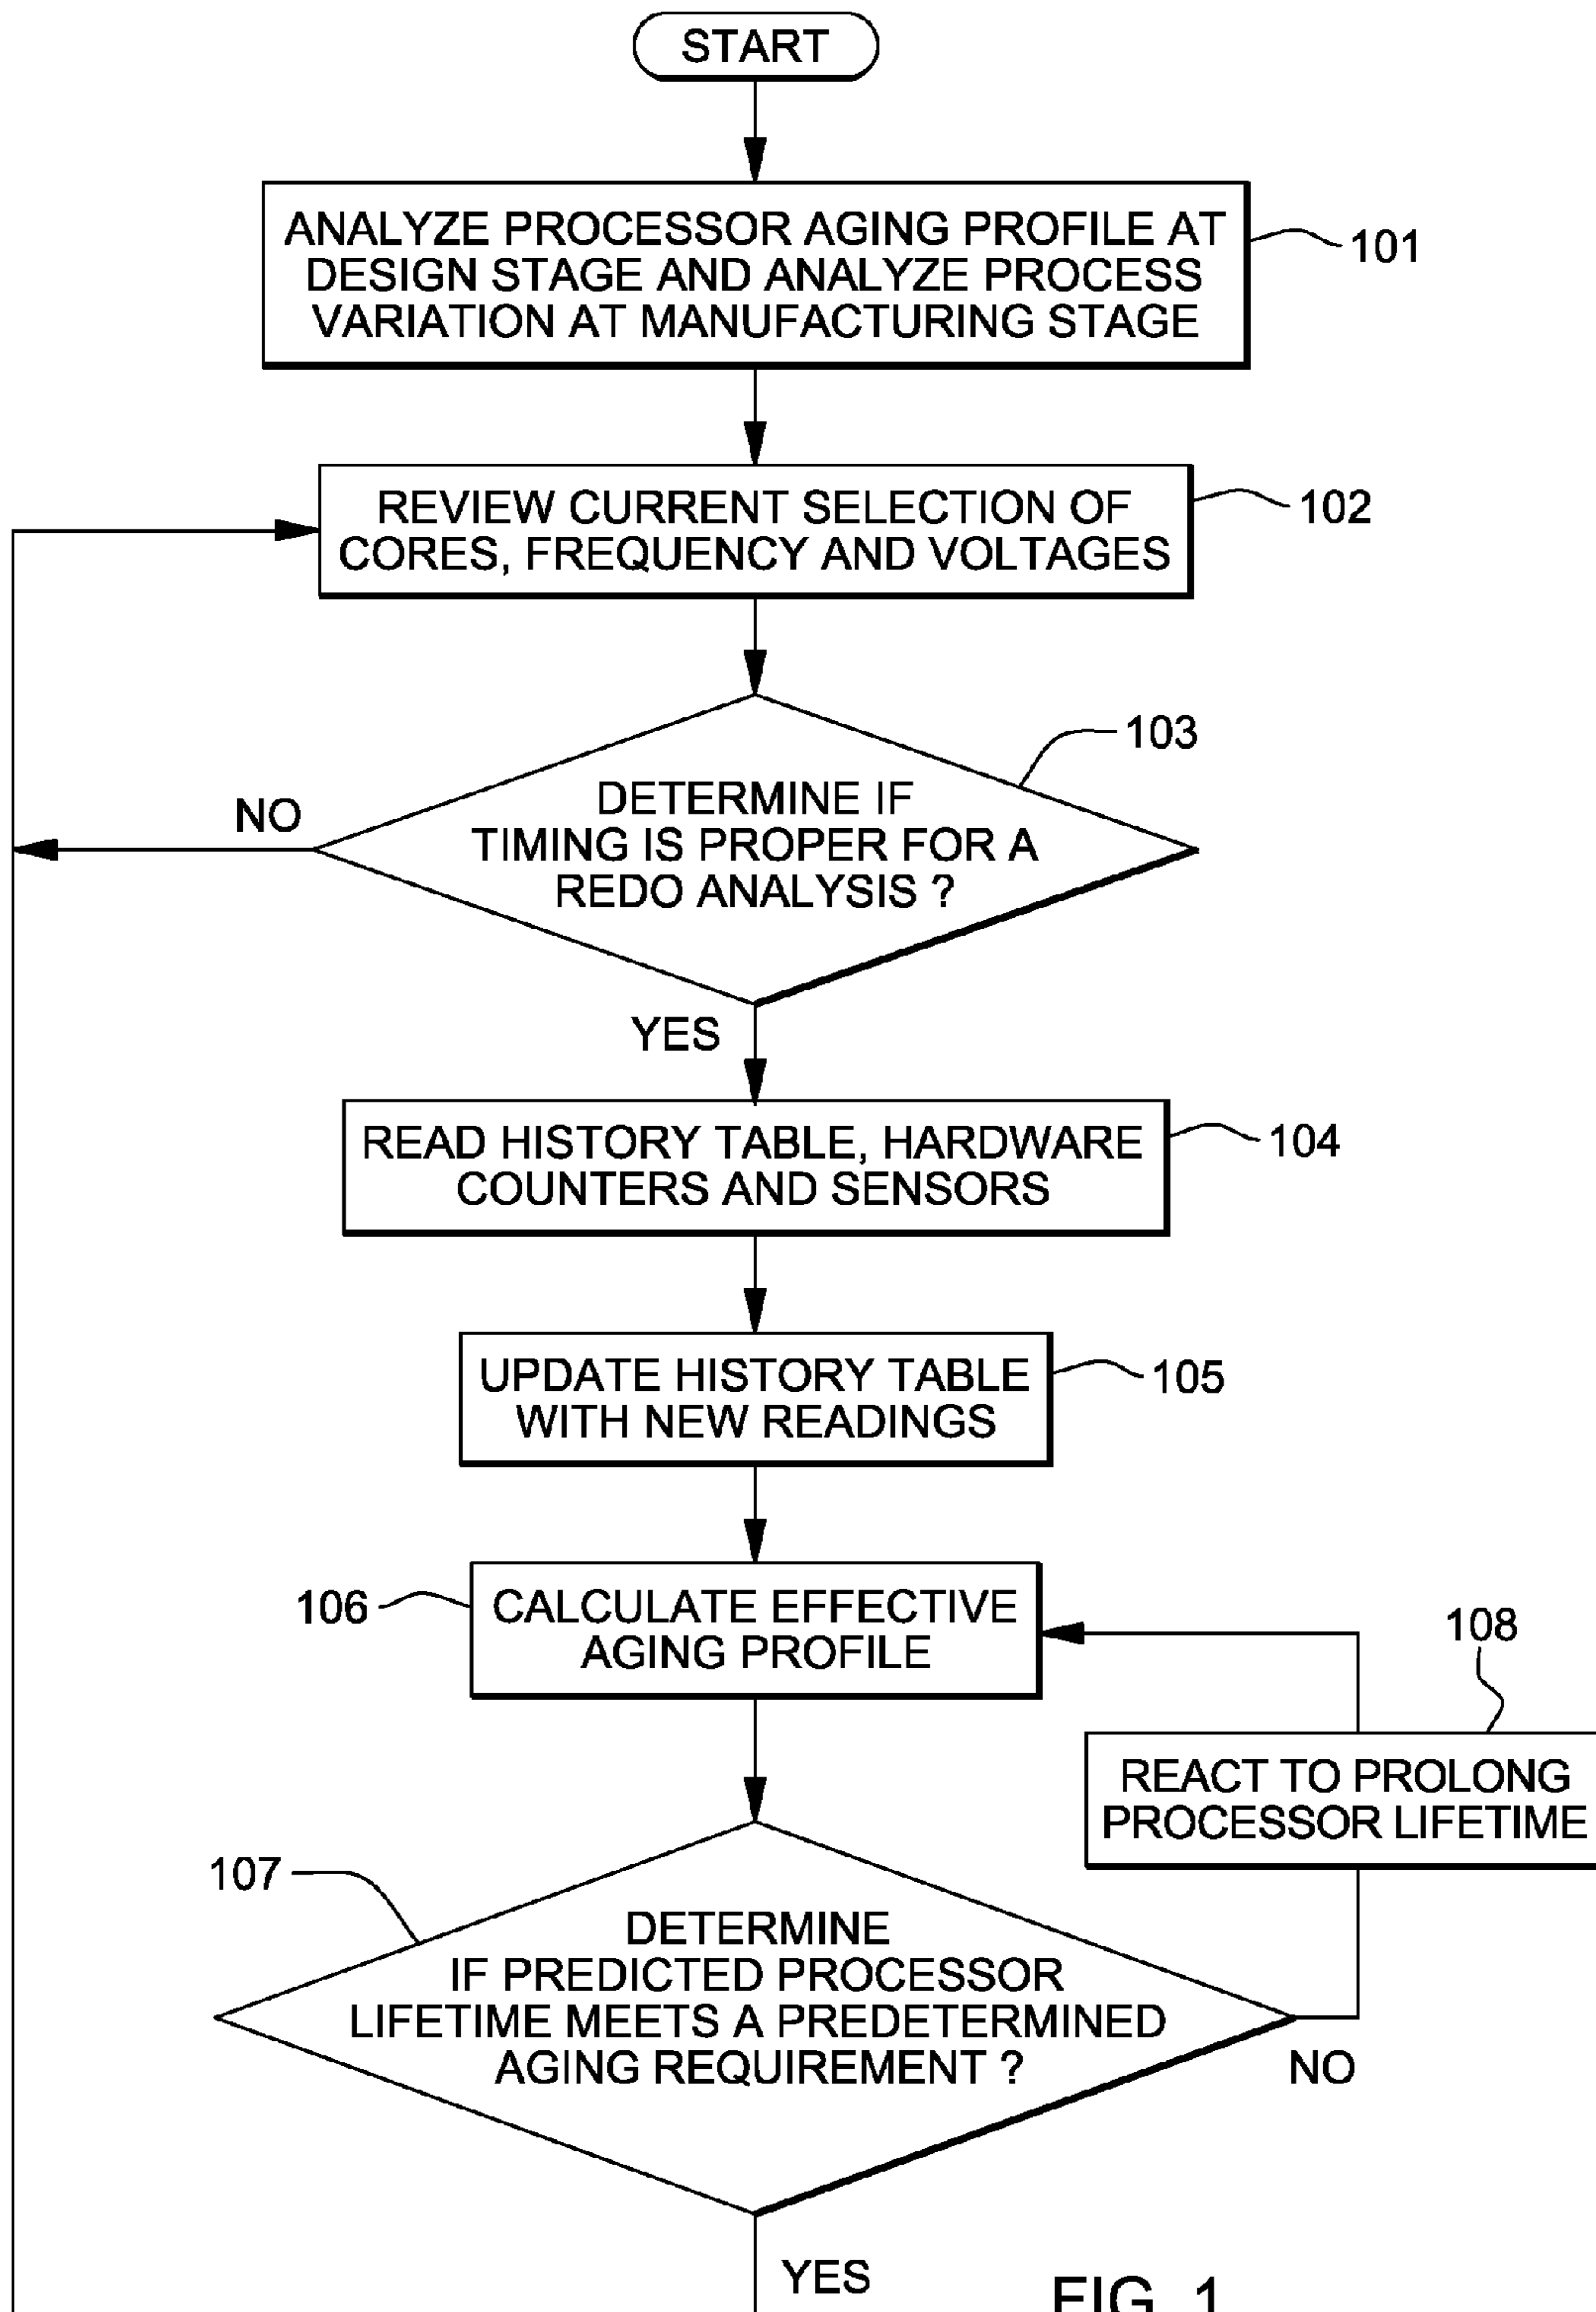 START
ANALYZE PROCESSOR AGING PROFILE AT
DESIGN STAGE AND ANALYZE PROCESS
VARIATION AT MANUFACTURING STAGE
101
REVIEW CURRENT SELECTION OF
CORES, FREQUENCY AND VOLTAGES
102
103
DETERMINE IF
TIMING IS PROPER FOR A
REDO ANALYSIS ?
NO
YES
READ HISTORY TABLE, HARDWARE
COUNTERS AND SENSORS
104
UPDATE HISTORY TABLE
WITH NEW READINGS
105
106
CALCULATE EFFECTIVE
AGING PROFILE
108
REACT TO PROLONG
PROCESSOR LIFETIME
107
DETERMINE
IF PREDICTED PROCESSOR
LIFETIME MEETS A PREDETERMINED
AGING REQUIREMENT ?
NO
YES
FIG. 1